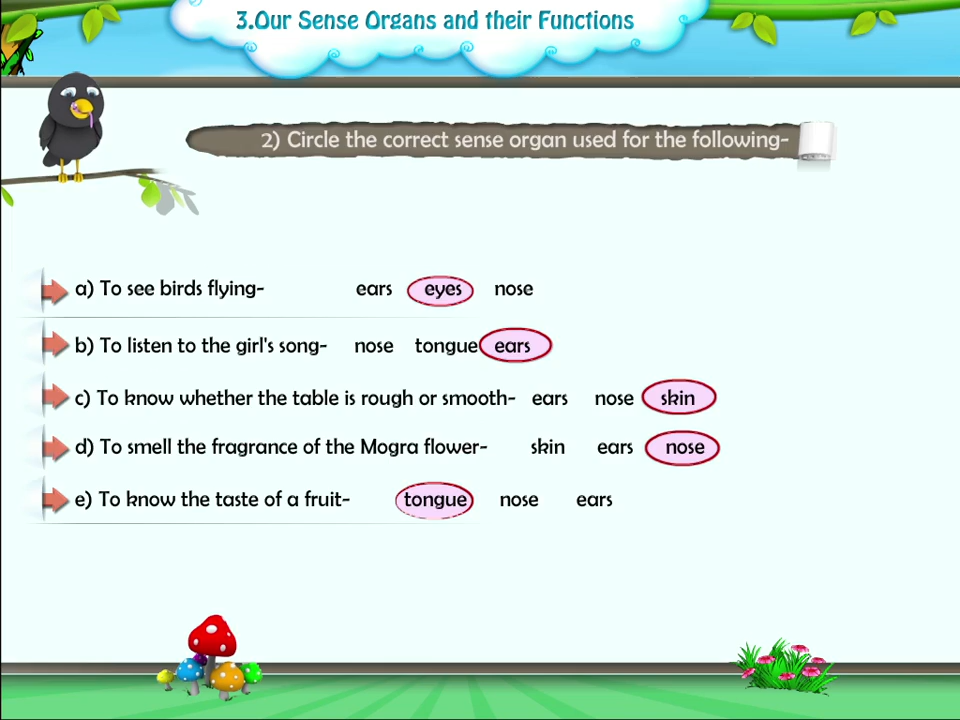 3.Our Sense Organs and their Functions
2) Circle the correct sense organ used for the following-
a) To see birds flying- ears eyes nose
b) To listen to the girl's song- nose tongue ears
c) To know whether the table is rough or smooth- ears nose skin
d) To smell the fragrance of the Mogra flower- skin ears nose
e) To know the taste of a fruit- tongue nose ears